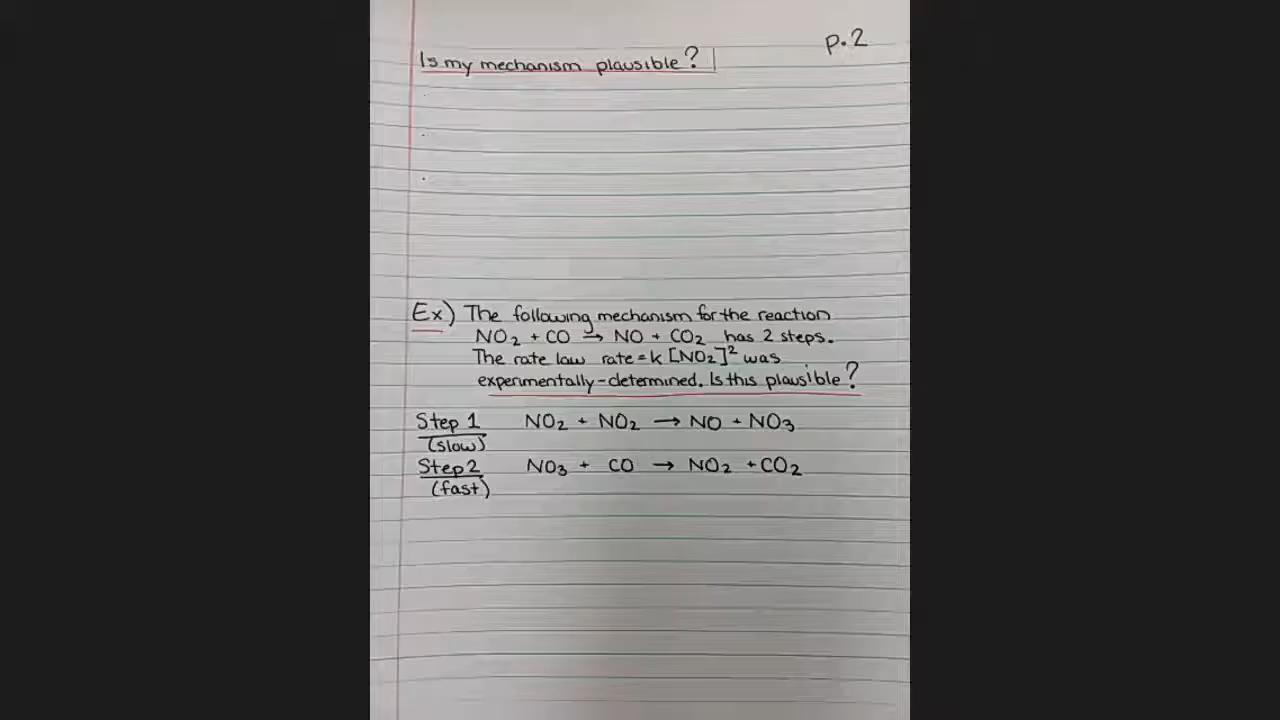 p.2
Is my mechanism plausible?
Ex) The following mechanism for the reaction
NO₂ + CO → NO + CO₂ has 2 steps.
The rate law rate = k [NO₂]² was
experimentally-determined. Is this plausible?
Step 1 NO₂ + NO₂ → NO + NO₃
(slow)
Step 2 NO₃ + CO → NO₂ + CO₂
(fast)